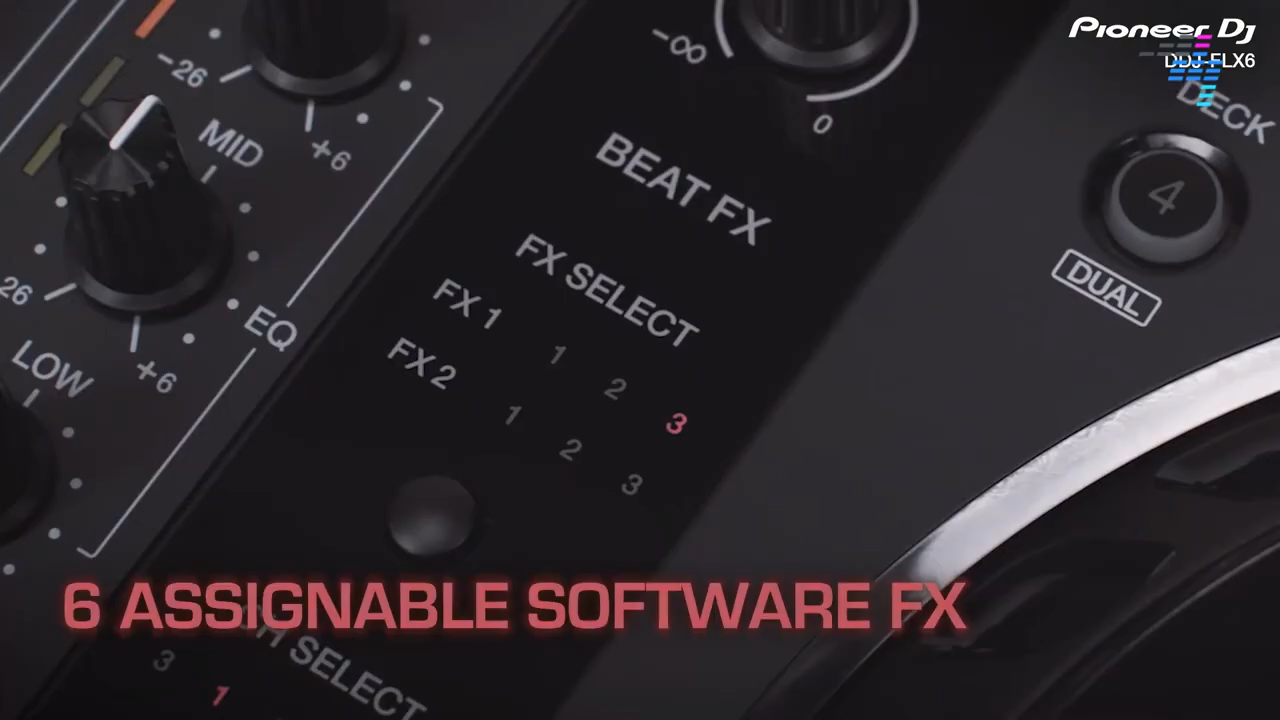 Pioneer Dj
DDJ-FLX6
-∞
0
DECK
4
DUAL
-26
+6
MID
BEAT FX
FX SELECT
FX 1
1
2
3
FX 2
1
2
3
26
+6
EQ
LOW
6 ASSIGNABLE SOFTWARE FX
CH SELECT
3
1